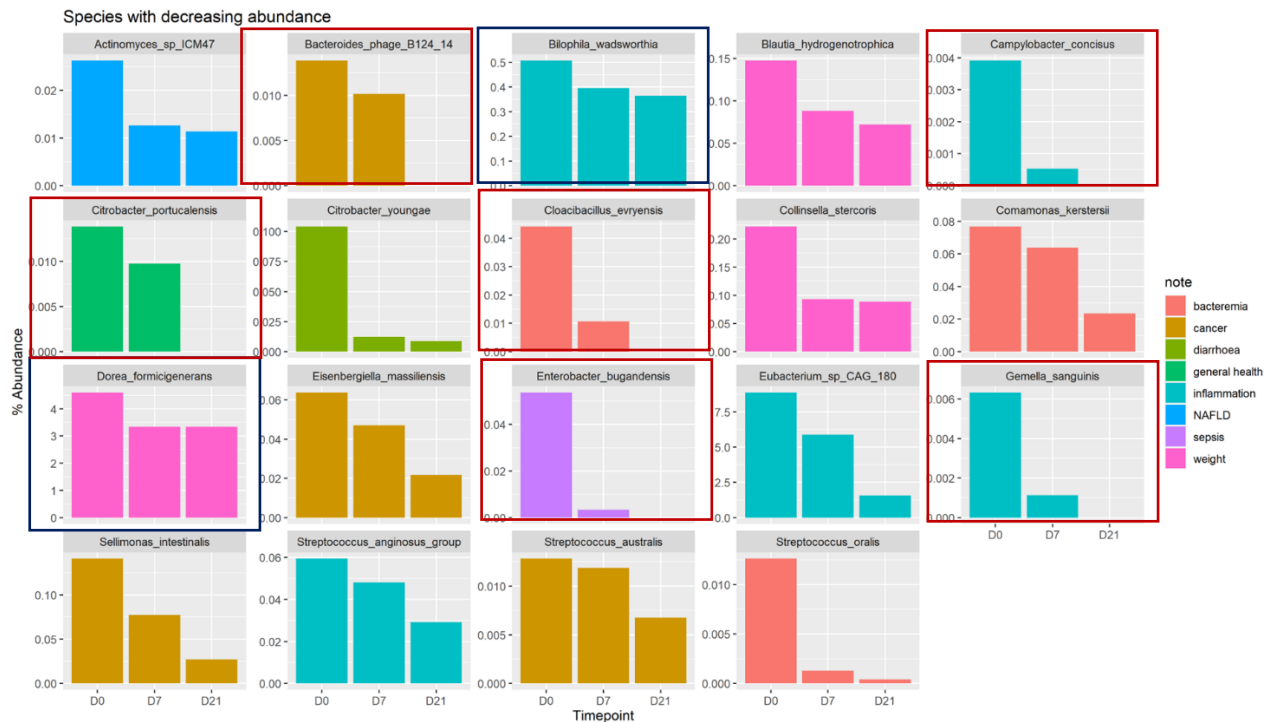 Species with decreasing abundance
Actinomyces_sp_ICM47
0.02
0.01
0.00
Bacteroides_phage_B124_14
0.010
0.005
0.000
Bilophila_wadsworthia
0.5
0.4
0.3
0.2
0.1
0.0
Blautia_hydrogenotrophica
0.15
0.10
0.05
0.00
Campylobacter_concisus
0.004
0.003
0.002
0.001
0.000
Citrobacter_portucalensis
0.010
0.005
0.000
Citrobacter_youngae
0.100
0.075
0.050
0.025
0.000
Cloacibacillus_evryensis
0.04
0.03
0.02
0.01
0.00
Collinsella_stercoris
0.20
0.15
0.10
0.05
0.00
Comamonas_kerstersii
0.08
0.06
0.04
0.02
0.00
Dorea_formicigenerans
4
3
2
1
0
Eisenbergiella_massiliensis
0.06
0.04
0.02
0.00
Enterobacter_bugandensis
0.04
0.02
0.00
Eubacterium_sp_CAG_180
7.5
5.0
2.5
0.0
Gemella_sanguinis
0.006
0.004
0.002
0.000
D0 D7 D21
Sellimonas_intestinalis
0.10
0.05
0.00
D0 D7 D21
Streptococcus_anginosus_group
0.06
0.04
0.02
0.00
D0 D7 D21
Streptococcus_australis
0.010
0.005
0.000
D0 D7 D21
Streptococcus_oralis
0.010
0.005
0.000
D0 D7 D21
% Abundance
Timepoint
note
bacteremia
cancer
diarrhoea
general health
inflammation
NAFLD
sepsis
weight